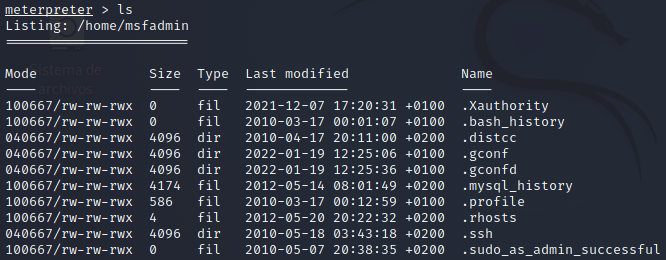 meterpreter > ls
Listing: /home/msfadmin
=======================
Sistema de
archivos
Mode Size Type Last modified Name
---- ---- ---- ------------- ----
100667/rw-rw-rwx 0 fil 2021-12-07 17:20:31 +0100 .Xauthority
100667/rw-rw-rwx 0 fil 2010-03-17 00:01:07 +0100 .bash_history
040667/rw-rw-rwx 4096 dir 2010-04-17 20:11:00 +0200 .distcc
040667/rw-rw-rwx 4096 dir 2022-01-19 12:25:06 +0100 .gconf
040667/rw-rw-rwx 4096 dir 2022-01-19 12:25:36 +0100 .gconfd
100667/rw-rw-rwx 4174 fil 2012-05-14 08:01:49 +0200 .mysql_history
100667/rw-rw-rwx 586 fil 2010-03-17 00:12:59 +0100 .profile
100667/rw-rw-rwx 4 fil 2012-05-20 20:22:32 +0200 .rhosts
040667/rw-rw-rwx 4096 dir 2010-05-18 03:43:18 +0200 .ssh
100667/rw-rw-rwx 0 fil 2010-05-07 20:38:35 +0200 .sudo_as_admin_successful